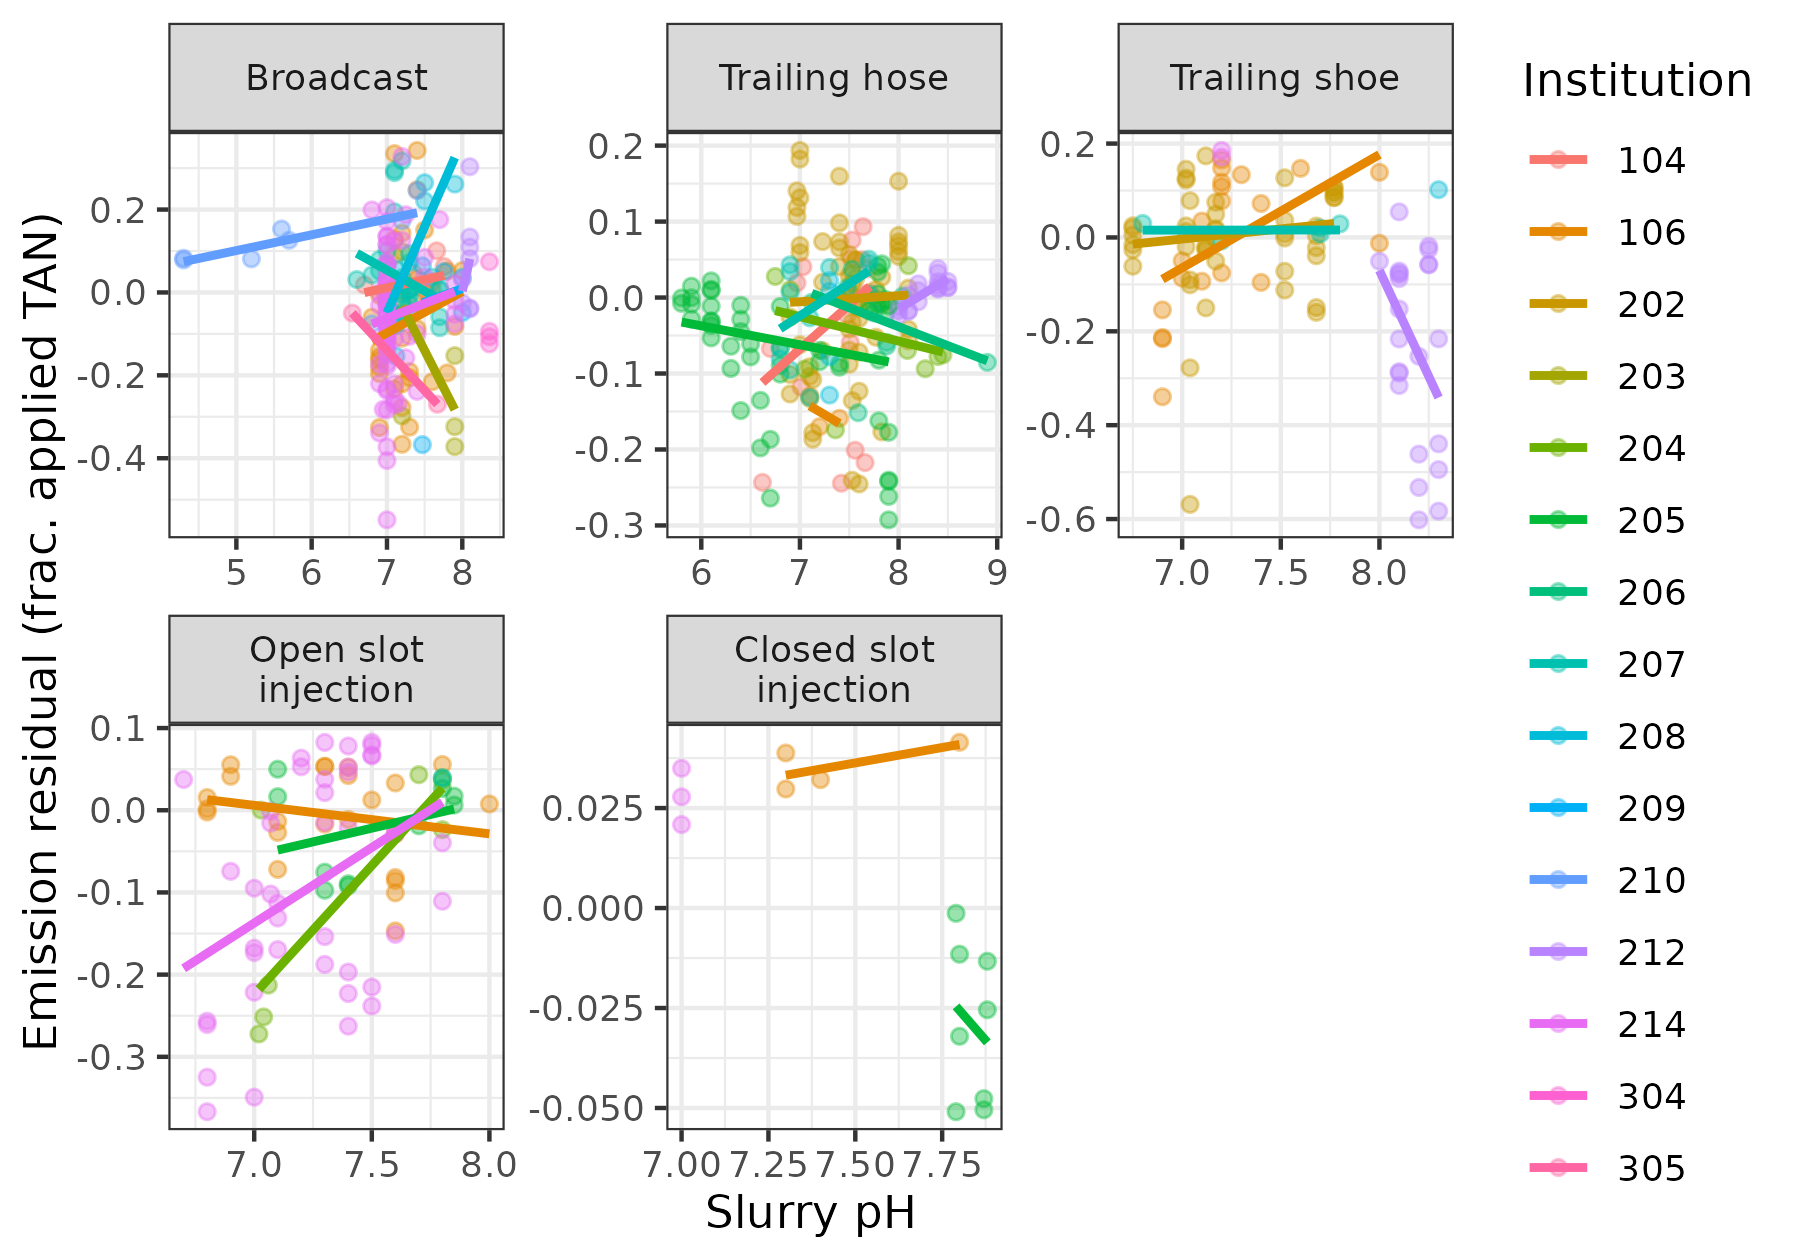 Broadcast
Trailing hose
Trailing shoe
Institution
104
106
202
203
204
205
206
207
208
209
210
212
214
304
305
Emission residual (frac. applied TAN)
0.2
0.0
-0.2
-0.4
5 6 7 8
0.2
0.1
0.0
-0.1
-0.2
-0.3
6 7 8 9
0.2
0.0
-0.2
-0.4
-0.6
7.0 7.5 8.0
Open slot
injection
Closed slot
injection
0.1
0.0
-0.1
-0.2
-0.3
7.0 7.5 8.0
0.025
0.000
-0.025
-0.050
7.00 7.25 7.50 7.75
Slurry pH